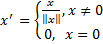 x′ = { x/‖x‖, x ≠ 0
0, x = 0